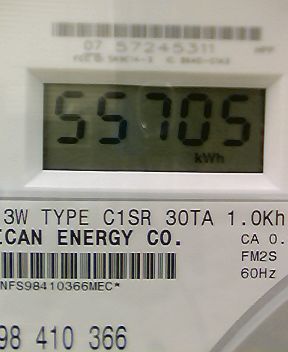 07 57245311
55705
kWh
3W TYPE C1SR 30TA 1.0Kh
ICAN ENERGY CO.
CA 0.
FM2S
60Hz
NFS98410366MEC*
98 410 366